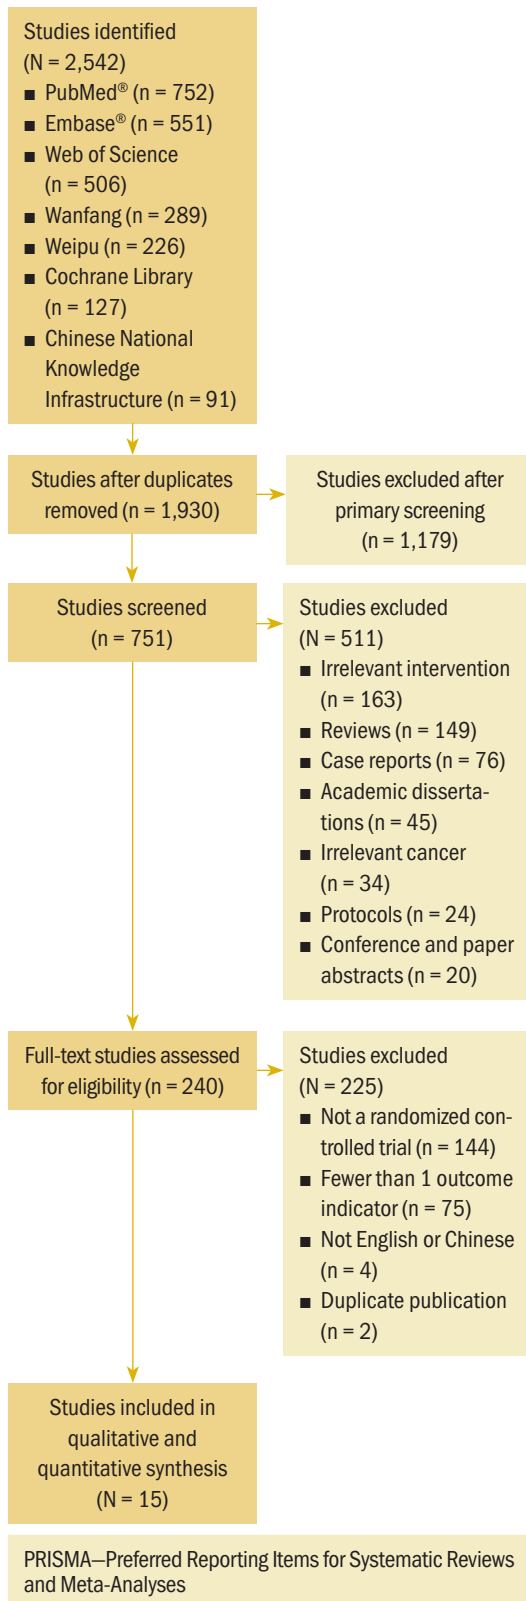 Studies identified
(N = 2,542)
■ PubMed® (n = 752)
■ Embase® (n = 551)
■ Web of Science
(n = 506)
■ Wanfang (n = 289)
■ Weipu (n = 226)
■ Cochrane Library
(n = 127)
■ Chinese National
Knowledge
Infrastructure (n = 91)
Studies after duplicates
removed (n = 1,930)
Studies excluded after
primary screening
(n = 1,179)
Studies screened
(n = 751)
Studies excluded
(N = 511)
■ Irrelevant intervention
(n = 163)
■ Reviews (n = 149)
■ Case reports (n = 76)
■ Academic disserta-
tions (n = 45)
■ Irrelevant cancer
(n = 34)
■ Protocols (n = 24)
■ Conference and paper
abstracts (n = 20)
Full-text studies assessed
for eligibility (n = 240)
Studies excluded
(N = 225)
■ Not a randomized con-
trolled trial (n = 144)
■ Fewer than 1 outcome
indicator (n = 75)
■ Not English or Chinese
(n = 4)
■ Duplicate publication
(n = 2)
Studies included in
qualitative and
quantitative synthesis
(N = 15)
PRISMA—Preferred Reporting Items for Systematic Reviews
and Meta-Analyses